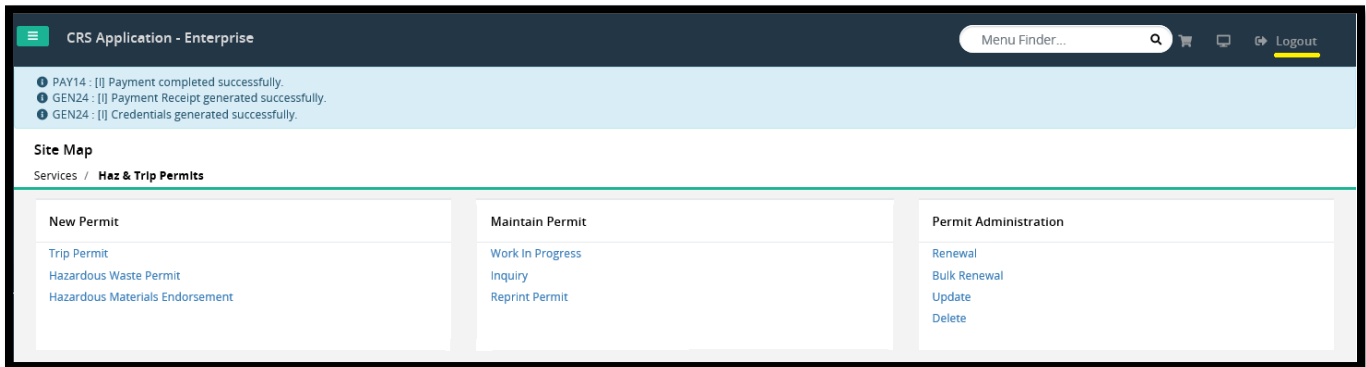 CRS Application - Enterprise
Menu Finder...
Logout
PAY14 : [I] Payment completed successfully.
GEN24 : [I] Payment Receipt generated successfully.
GEN24 : [I] Credentials generated successfully.
Site Map
Services / Haz & Trip Permits
New Permit
Trip Permit
Hazardous Waste Permit
Hazardous Materials Endorsement
Maintain Permit
Work In Progress
Inquiry
Reprint Permit
Permit Administration
Renewal
Bulk Renewal
Update
Delete